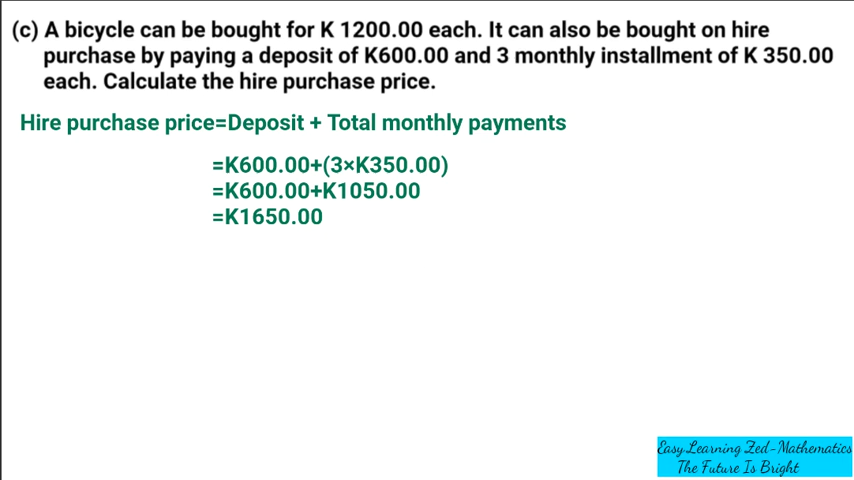 (c) A bicycle can be bought for K 1200.00 each. It can also be bought on hire
purchase by paying a deposit of K600.00 and 3 monthly installment of K 350.00
each. Calculate the hire purchase price.
Hire purchase price=Deposit + Total monthly payments
=K600.00+(3×K350.00)
=K600.00+K1050.00
=K1650.00
Easy Learning Zed-Mathematics
The Future Is Bright